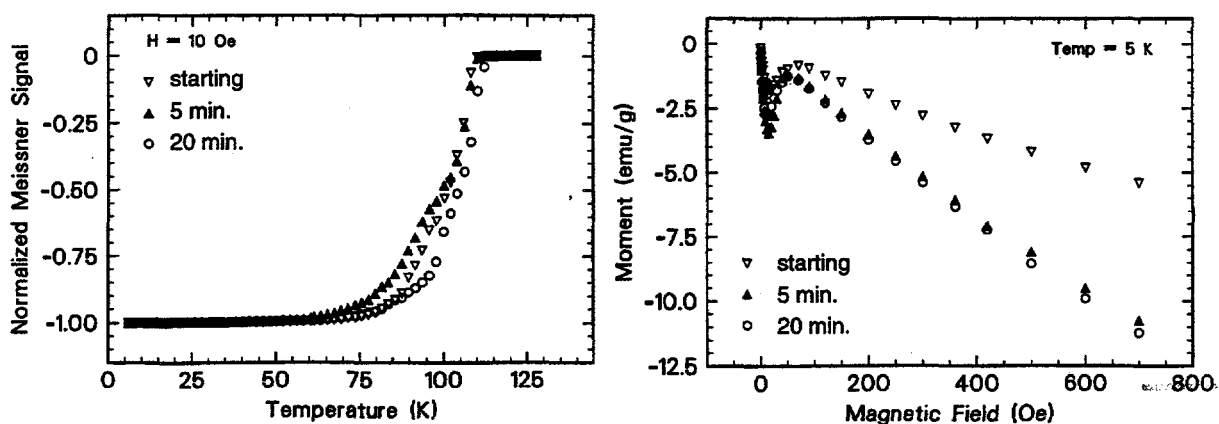 H = 10 Oe
starting
5 min.
20 min.
0
-0.25
-0.50
-0.75
-1.00
0
25
50
75
100
125
Normalized Meissner Signal
Temperature (K)
Temp = 5 K
starting
5 min.
20 min.
0
-2.5
-5.0
-7.5
-10.0
-12.5
0
200
400
600
800
Moment (emu/g)
Magnetic Field (Oe)